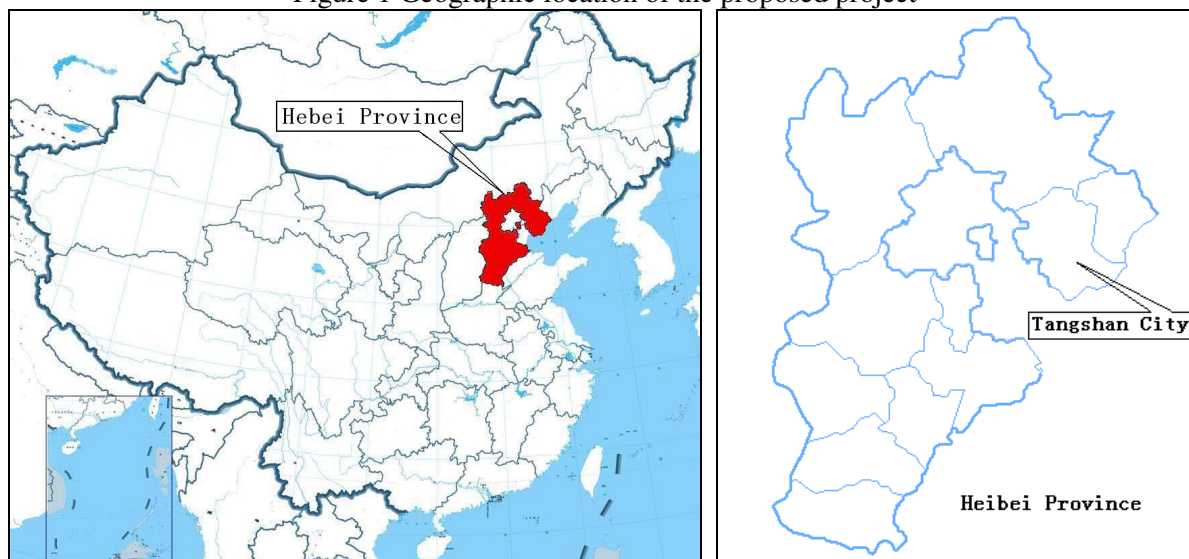 Figure 1 Geographic location of the proposed project
Hebei Province
Tangshan City
Heibei Province